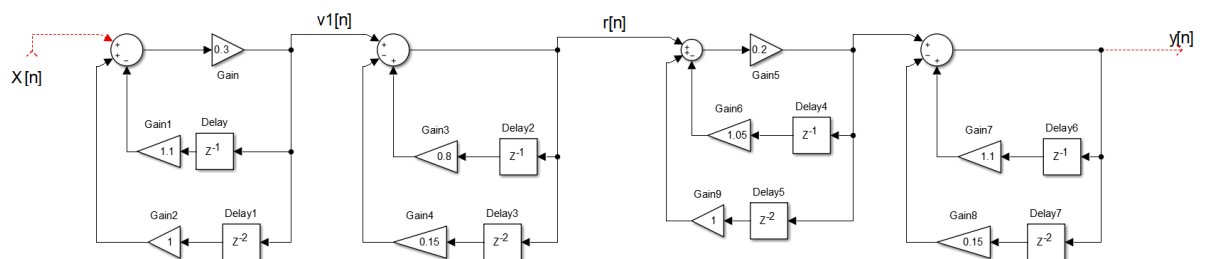 v1[n]
r[n]
y[n]
X[n]
+
+
−
0.3
Gain
+
−
+
+
+
−
0.2
Gain5
+
−
+
Gain1
Delay
1.1
Z-1
Gain3
Delay2
0.8
Z-1
Gain6
Delay4
1.05
Z-1
Gain7
Delay6
1.1
Z-1
Gain2
Delay1
1
Z-2
Gain4
Delay3
0.15
Z-2
Gain9
Delay5
1
Z-2
Gain8
Delay7
0.15
Z-2